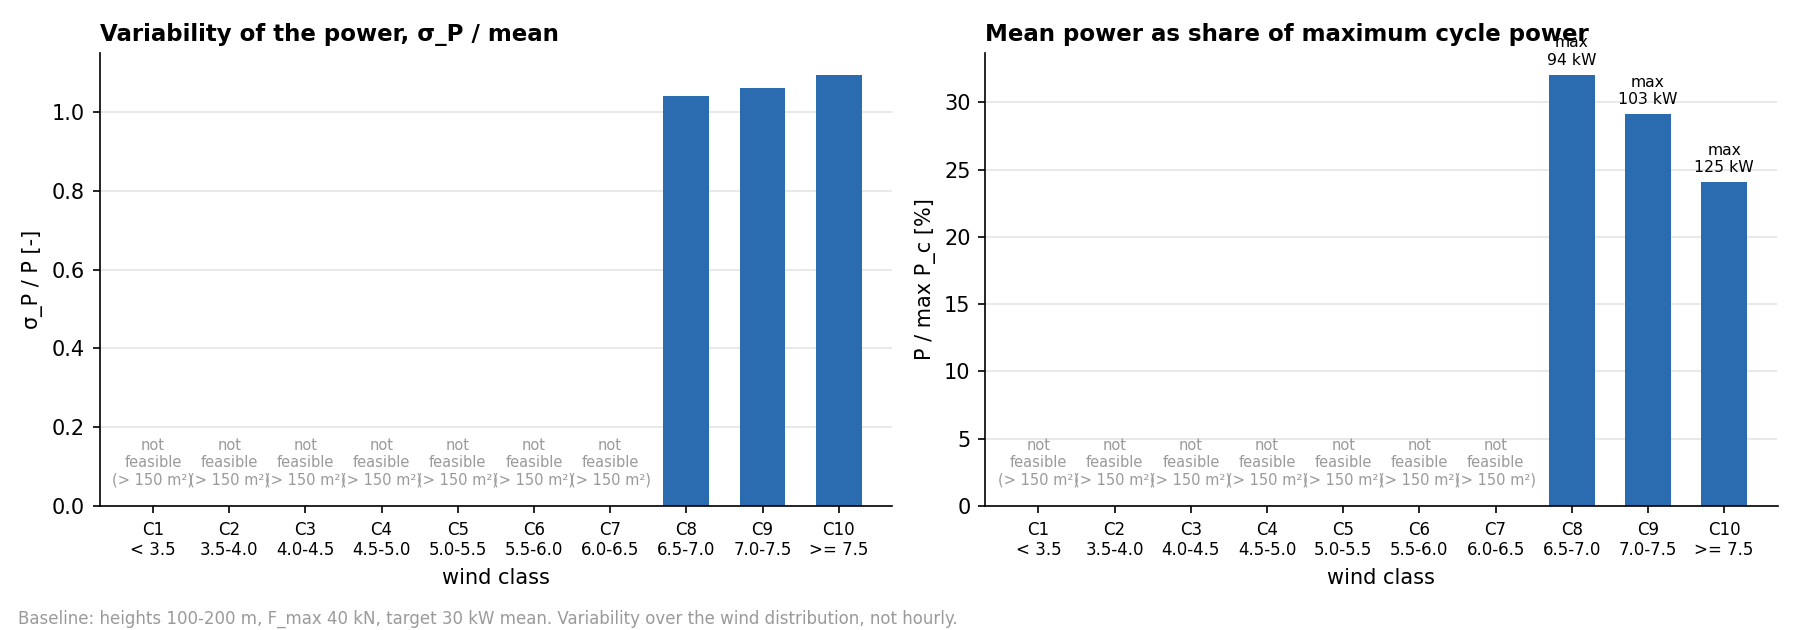 Variability of the power, σ_P / mean
σ_P / P [-]
1.0
0.8
0.6
0.4
0.2
0.0
not feasible (> 150 m²)
not feasible (> 150 m²)
not feasible (> 150 m²)
not feasible (> 150 m²)
not feasible (> 150 m²)
not feasible (> 150 m²)
not feasible (> 150 m²)
C1 C2 C3 C4 C5 C6 C7 C8 C9 C10
< 3.5 3.5-4.0 4.0-4.5 4.5-5.0 5.0-5.5 5.5-6.0 6.0-6.5 6.5-7.0 7.0-7.5 >= 7.5
wind class
Mean power as share of maximum cycle power
P / max P_c [%]
30
25
20
15
10
5
0
max
94 kW
max
103 kW
max
125 kW
not feasible (> 150 m²)
not feasible (> 150 m²)
not feasible (> 150 m²)
not feasible (> 150 m²)
not feasible (> 150 m²)
not feasible (> 150 m²)
not feasible (> 150 m²)
C1 C2 C3 C4 C5 C6 C7 C8 C9 C10
< 3.5 3.5-4.0 4.0-4.5 4.5-5.0 5.0-5.5 5.5-6.0 6.0-6.5 6.5-7.0 7.0-7.5 >= 7.5
wind class
Baseline: heights 100-200 m, F_max 40 kN, target 30 kW mean. Variability over the wind distribution, not hourly.